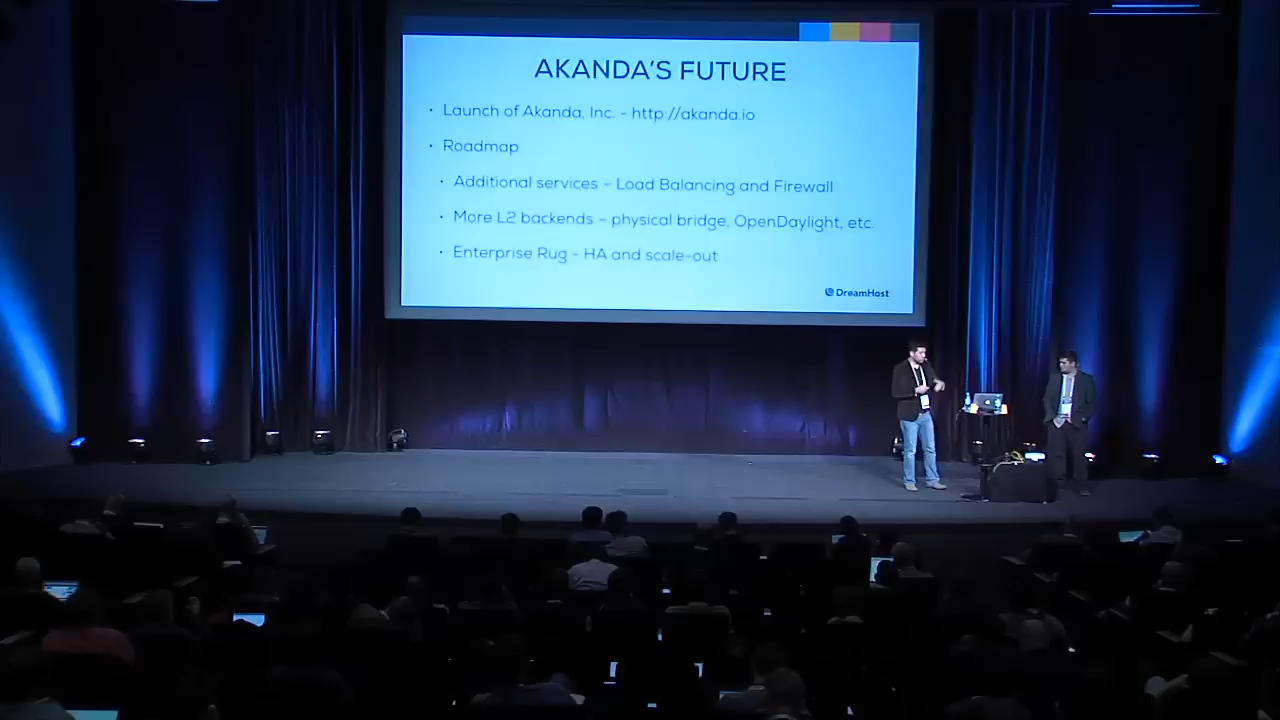 AKANDA'S FUTURE
• Launch of Akanda, Inc. - http://akanda.io
• Roadmap
• Additional services – Load Balancing and Firewall
• More L2 backends – physical bridge, OpenDaylight, etc.
• Enterprise Rug - HA and scale-out
DreamHost